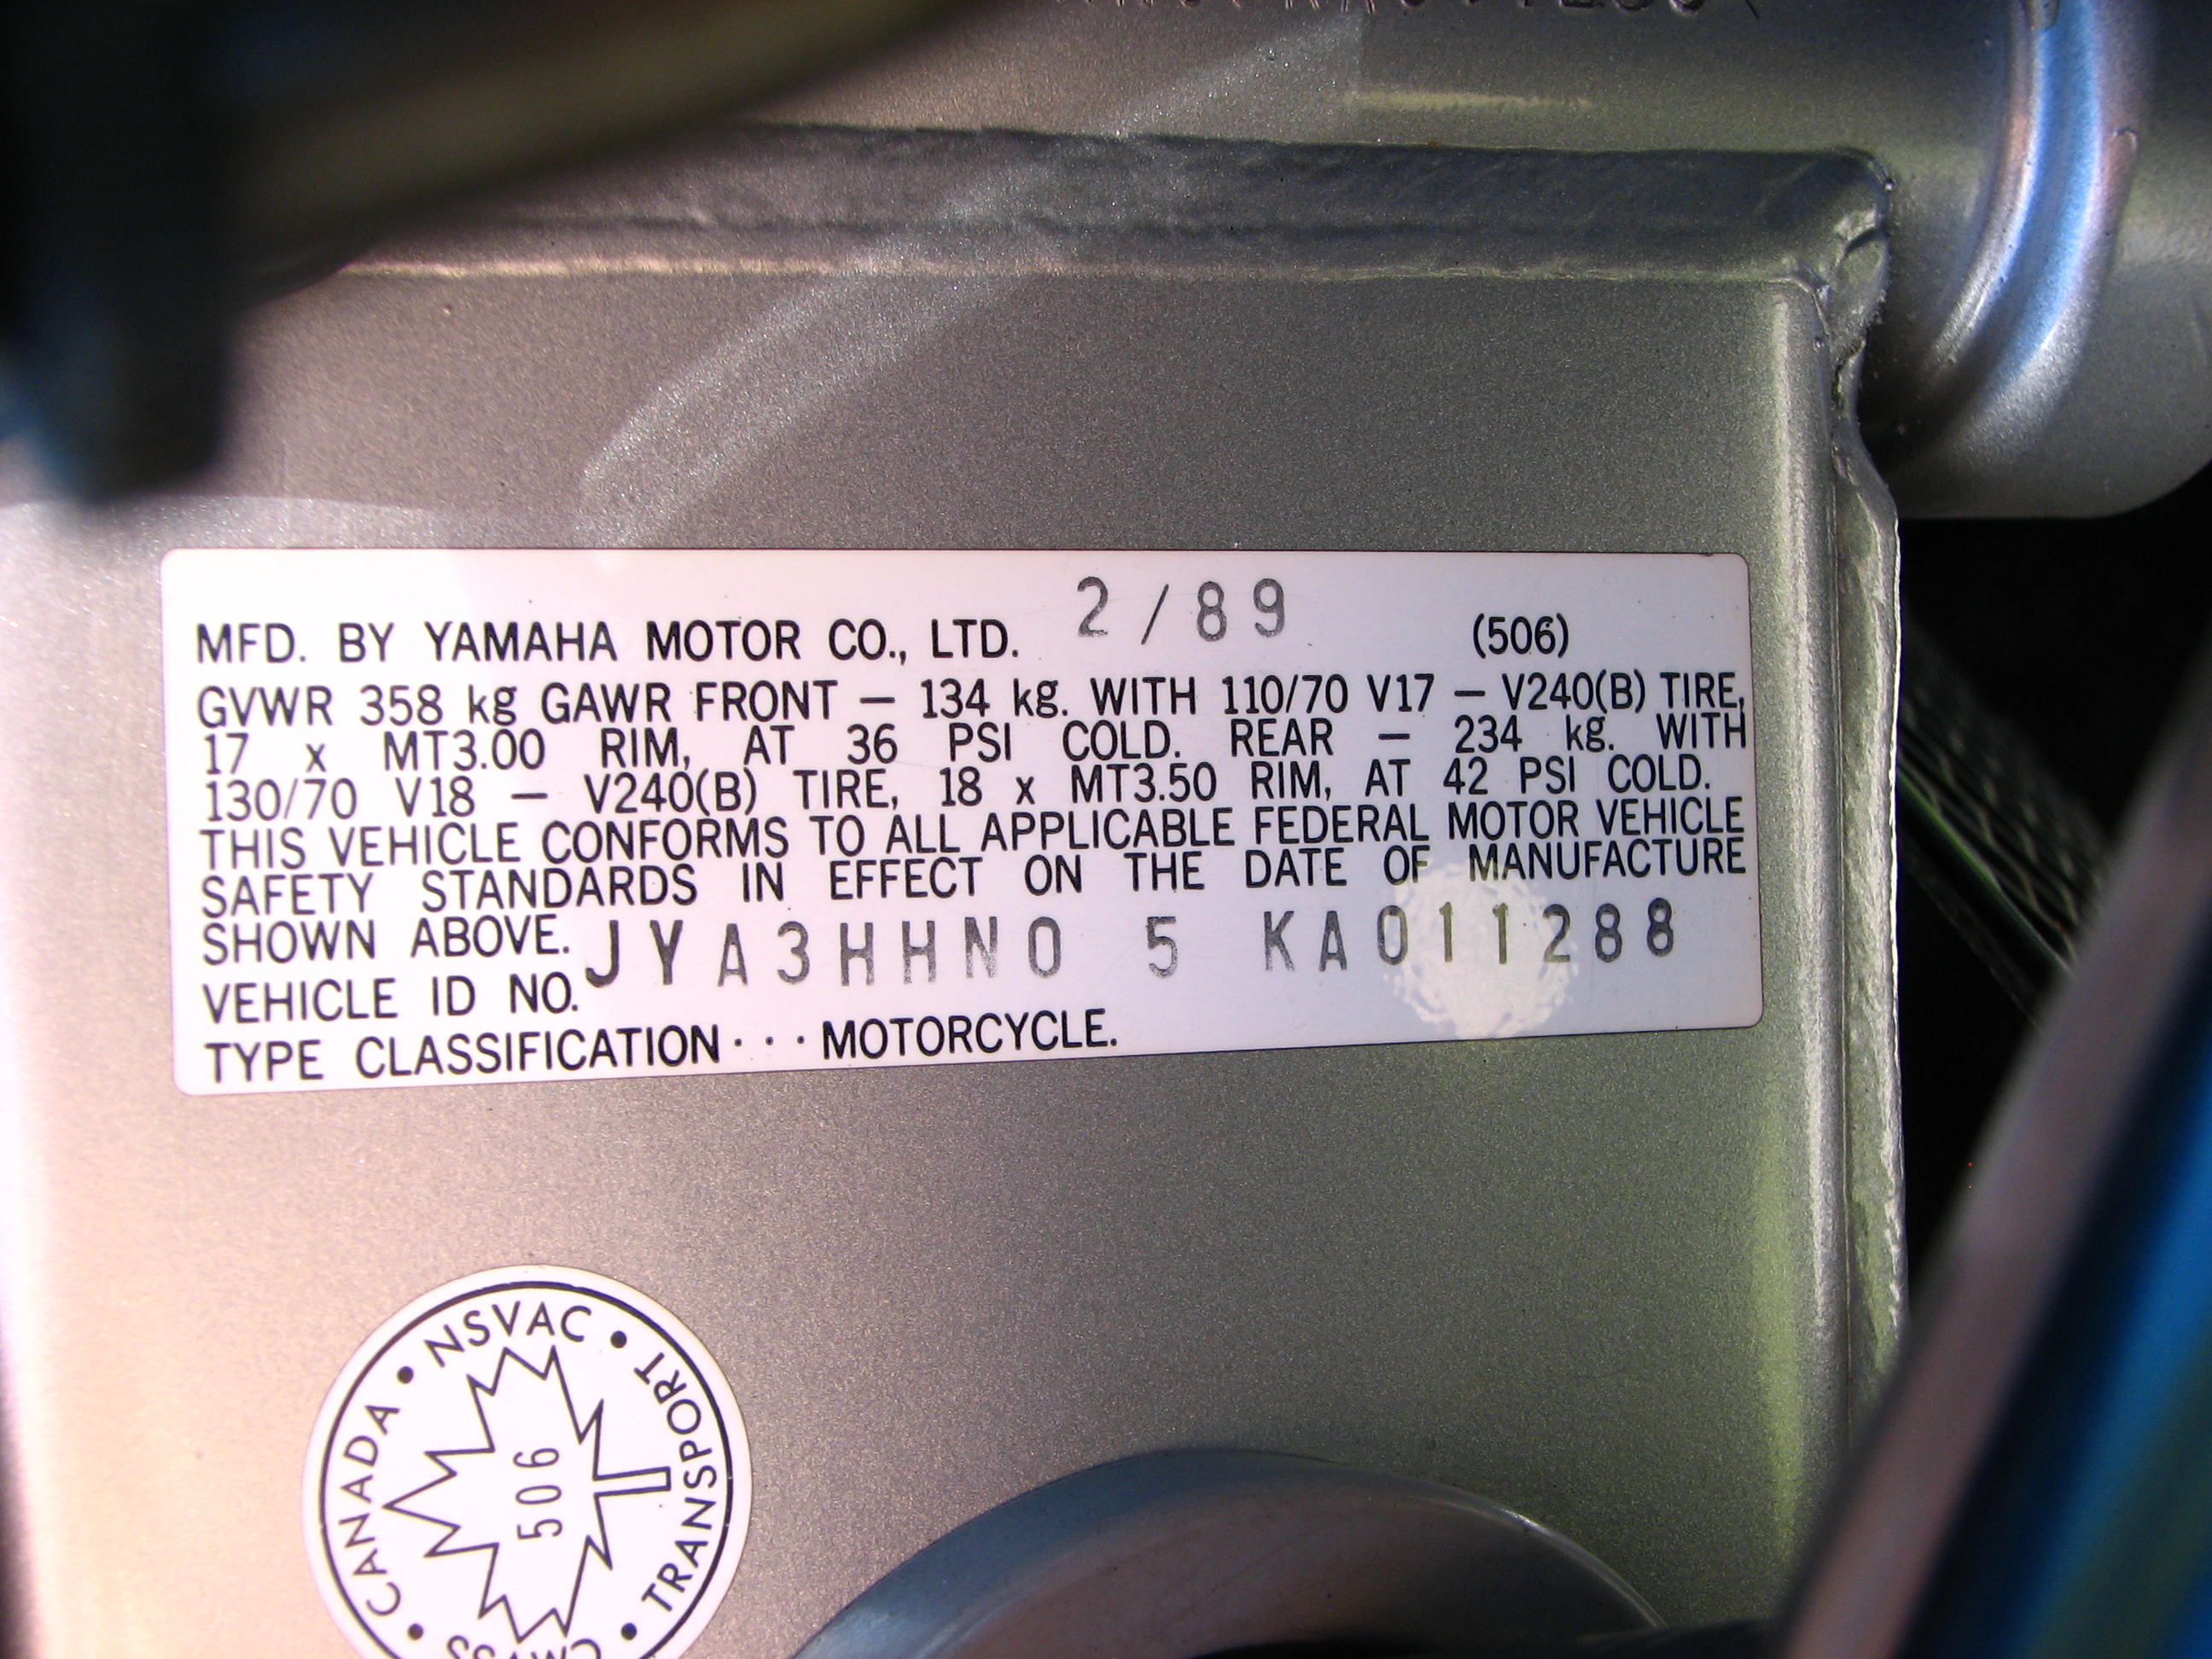 MFD. BY YAMAHA MOTOR CO., LTD. 2/89 (506)
GVWR 358 kg GAWR FRONT – 134 kg. WITH 110/70 V17 – V240(B) TIRE,
17 x MT3.00 RIM, AT 36 PSI COLD. REAR – 234 kg. WITH
130/70 V18 – V240(B) TIRE, 18 x MT3.50 RIM, AT 42 PSI COLD.
THIS VEHICLE CONFORMS TO ALL APPLICABLE FEDERAL MOTOR VEHICLE
SAFETY STANDARDS IN EFFECT ON THE DATE OF MANUFACTURE
SHOWN ABOVE.
VEHICLE ID NO. JYA3HHN0 5 KA011288
TYPE CLASSIFICATION · · · MOTORCYCLE.
CANADA • NSVAC • TRANSPORT •
506